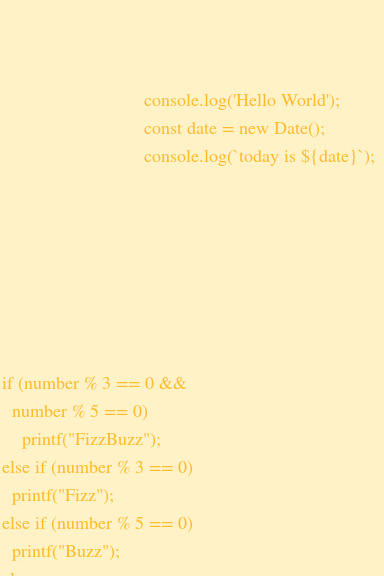 console.log('Hello World');
const date = new Date();
console.log(`today is ${date}`);
if (number % 3 == 0 &&
number % 5 == 0)
printf("FizzBuzz");
else if (number % 3 == 0)
printf("Fizz");
else if (number % 5 == 0)
printf("Buzz");